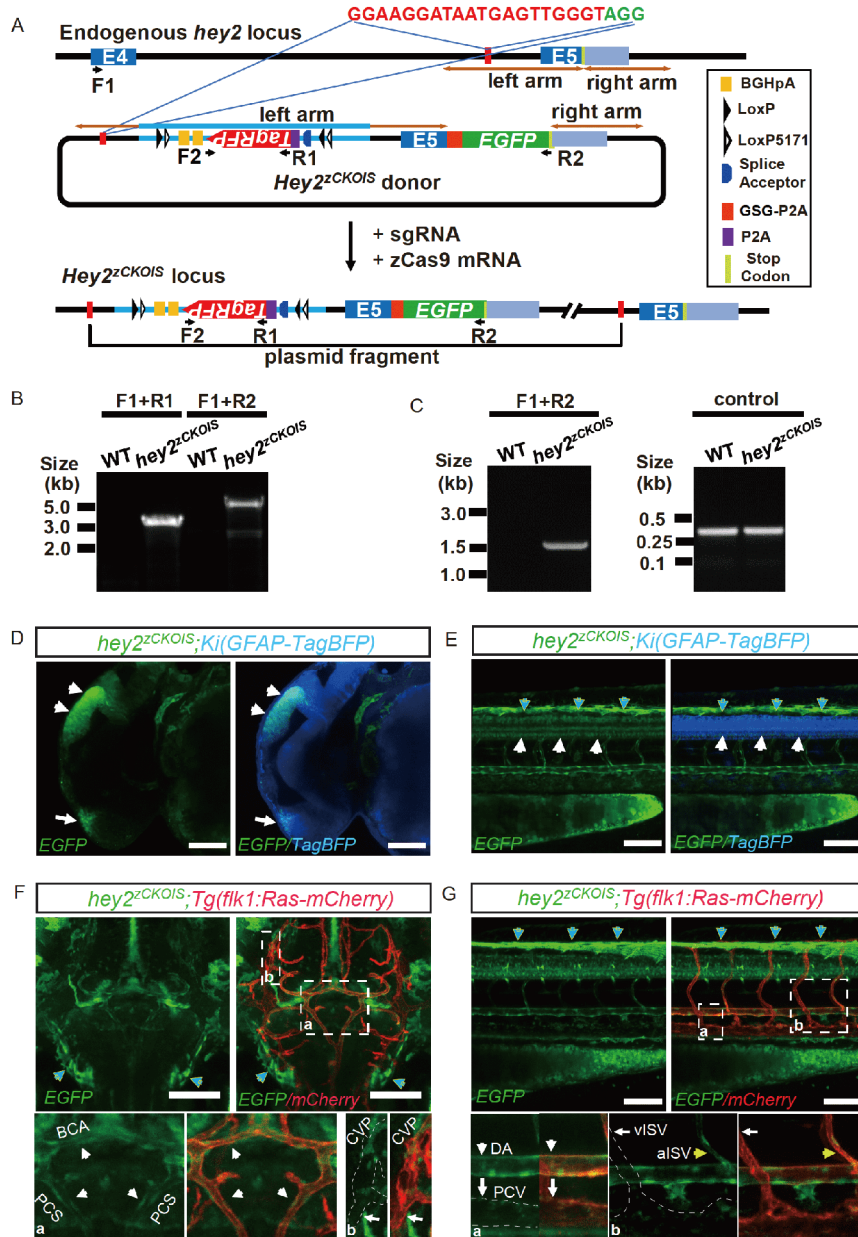 A
GGAAGGATAATGAGTTGGGTAGG
Endogenous hey2 locus
E4
E5
F1
left arm
right arm
left arm
right arm
TagRFP
E5
EGFP
F2
R1
R2
Hey2zCKOIS donor
BGHpA
LoxP
LoxP5171
Splice
Acceptor
GSG-P2A
P2A
Stop
Codon
+ sgRNA
+ zCas9 mRNA
Hey2zCKOIS locus
TagRFP
E5
EGFP
E5
F2
R1
R2
plasmid fragment
B
F1+R1
F1+R2
WT
hey2zCKOIS
WT
hey2zCKOIS
Size
(kb)
5.0
3.0
2.0
C
F1+R2
control
WT
hey2zCKOIS
WT
hey2zCKOIS
Size
(kb)
3.0
1.5
1.0
Size
(kb)
0.5
0.25
0.1
D
hey2zCKOIS;Ki(GFAP-TagBFP)
EGFP
EGFP/TagBFP
E
hey2zCKOIS;Ki(GFAP-TagBFP)
EGFP
EGFP/TagBFP
F
hey2zCKOIS;Tg(flk1:Ras-mCherry)
b
a
EGFP
EGFP/mCherry
BCA
PCS
PCS
a
CVP
CVP
b
G
hey2zCKOIS;Tg(flk1:Ras-mCherry)
a
b
EGFP
EGFP/mCherry
DA
PCV
a
vISV
aISV
b